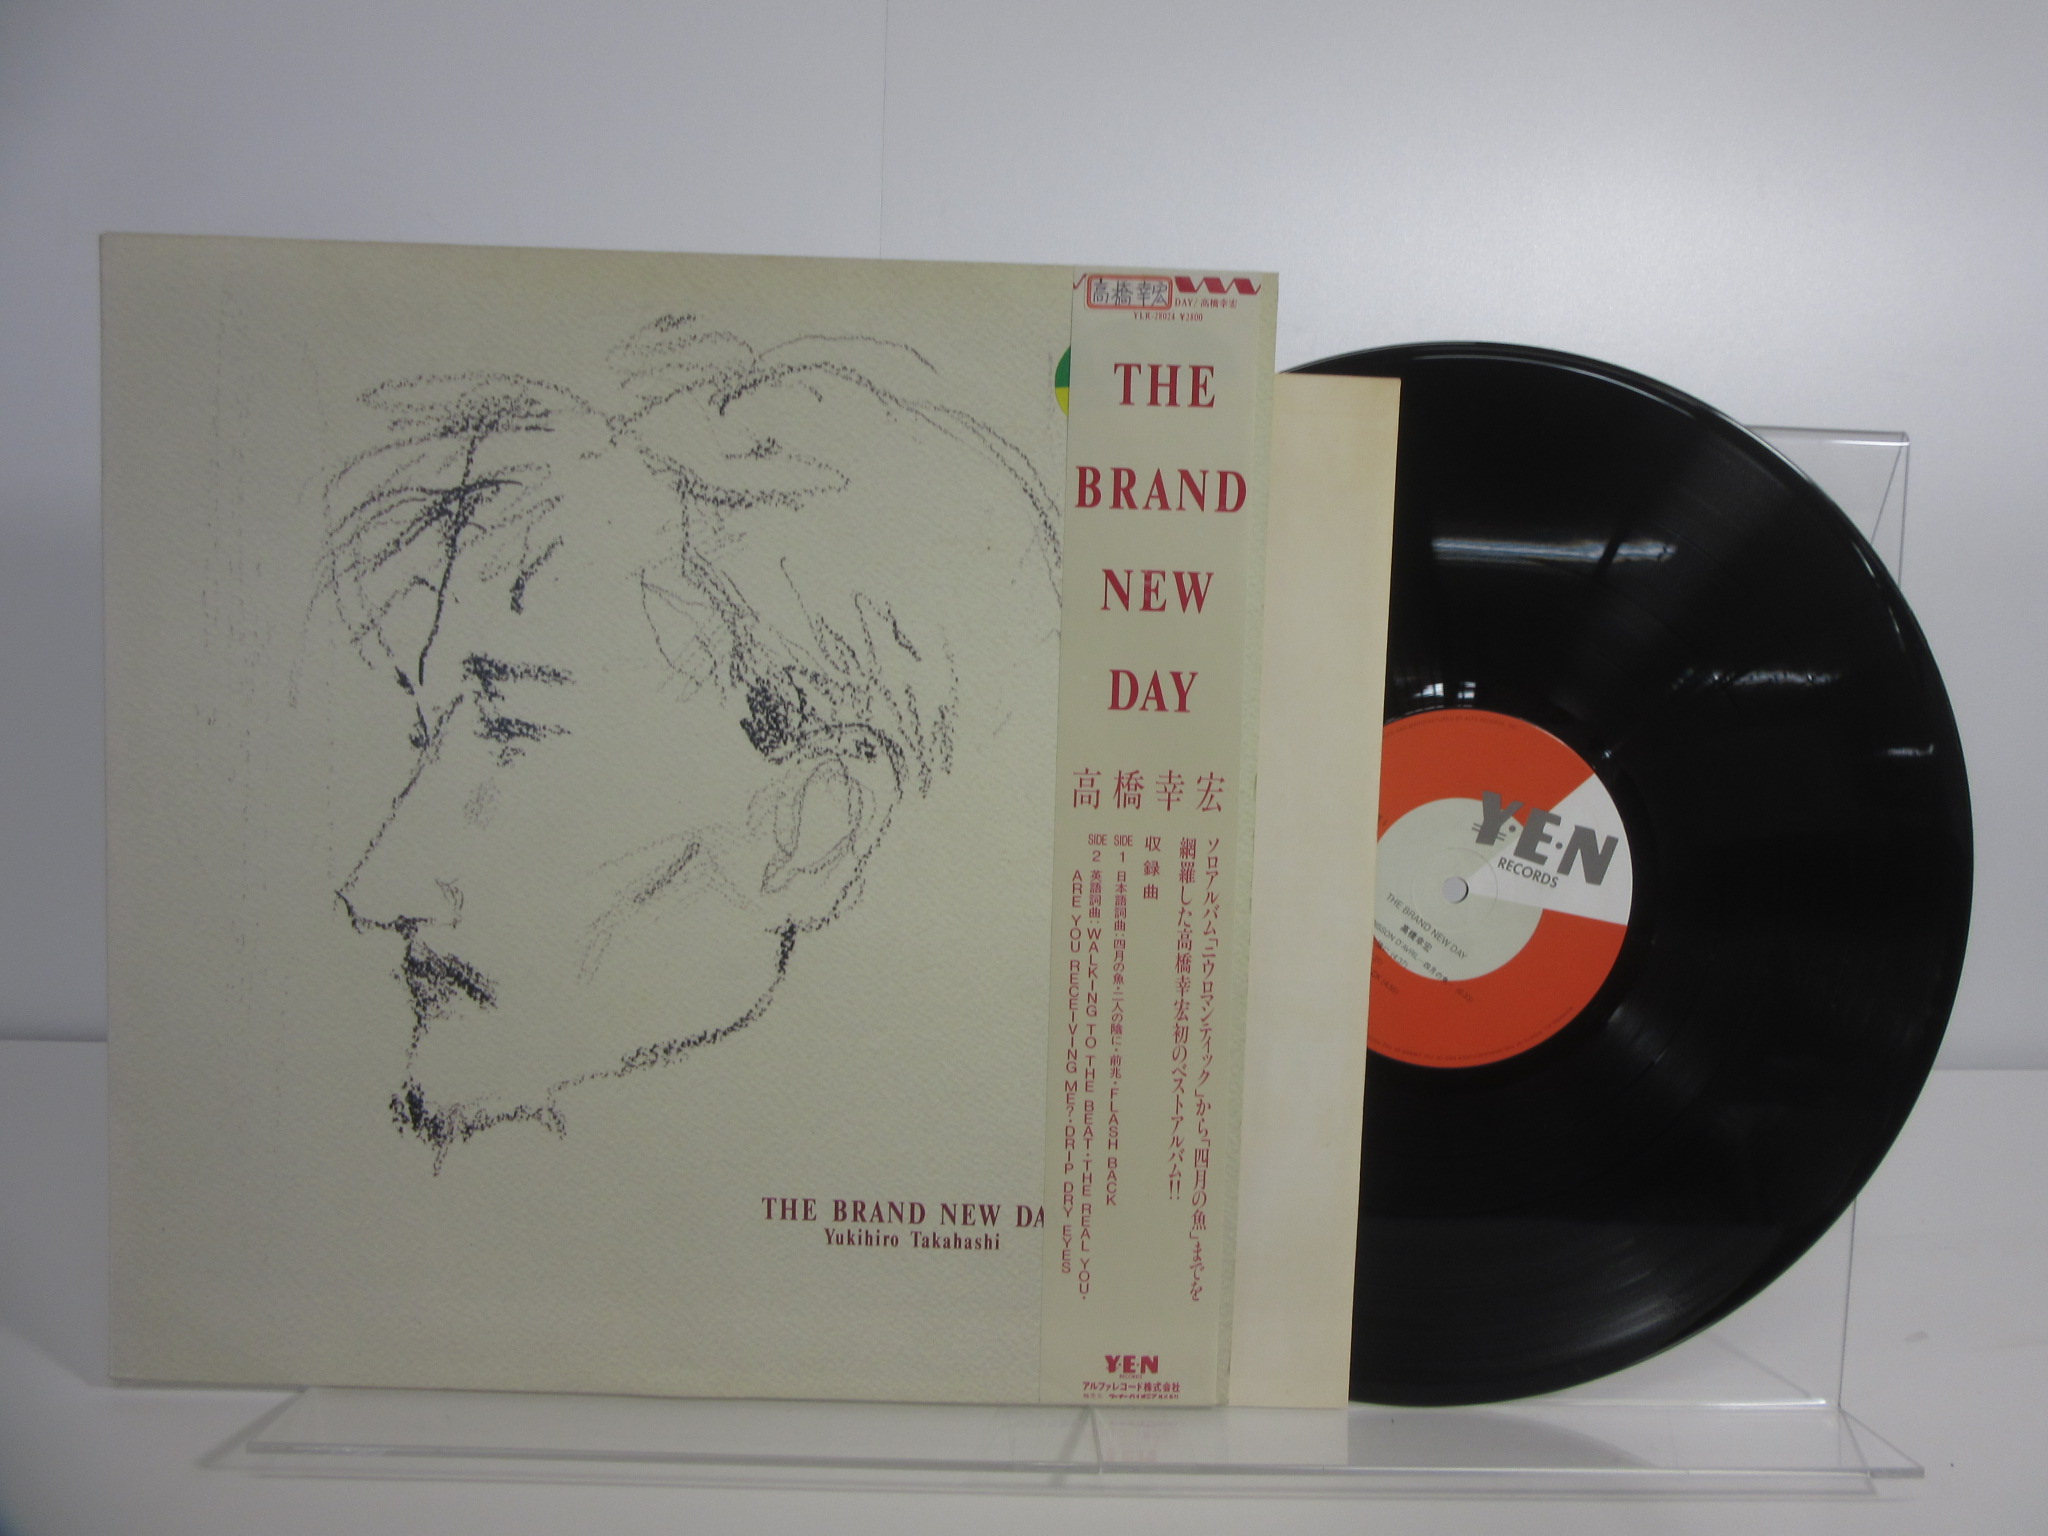 THE BRAND NEW DA
Yukihiro Takahashi
高橋幸宏
DAY/高橋幸宏
YLR-28024 ¥2800
THE
BRAND
NEW
DAY
高橋幸宏
ソロアルバム「ニウロマンティック」から「四月の魚」までを
網羅した高橋幸宏初のベストアルバム!!
収録曲
SIDE 1 日本語詞曲:四月の魚・二人の陰に・前兆・FLASH BACK
SIDE 2 英語詞曲:WALKING TO THE BEAT・THE REAL YOU・
ARE YOU RECEIVING ME?・DRIP DRY EYES
Y.E.N
RECORDS
アルファレコード株式会社
Y.E.N
RECORDS
THE BRAND NEW DAY
高橋幸宏